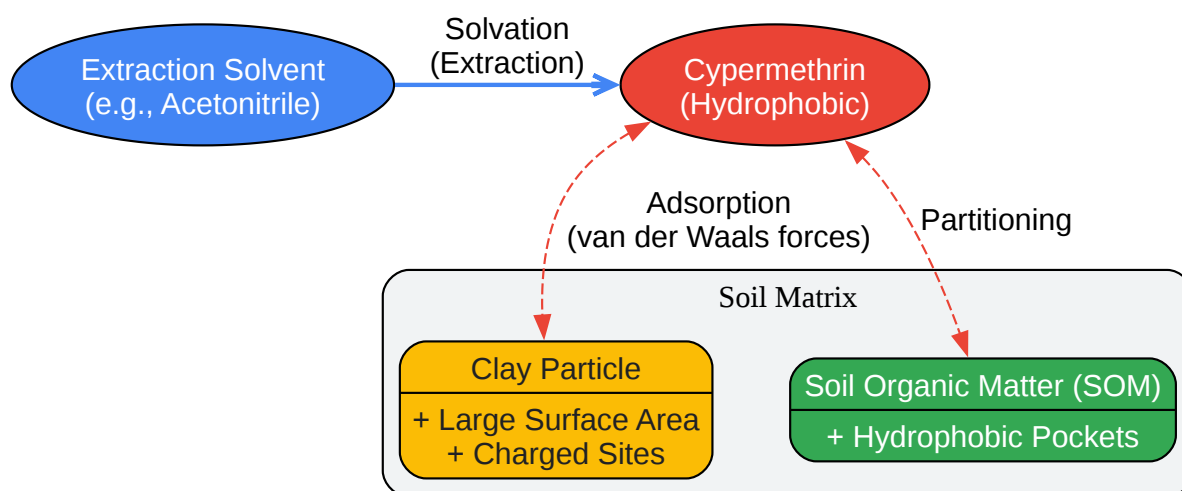 Extraction Solvent
(e.g., Acetonitrile)
Solvation
(Extraction)
Cypermethrin
(Hydrophobic)
Adsorption
(van der Waals forces)
Partitioning
Soil Matrix
Clay Particle
+ Large Surface Area
+ Charged Sites
Soil Organic Matter (SOM)
+ Hydrophobic Pockets